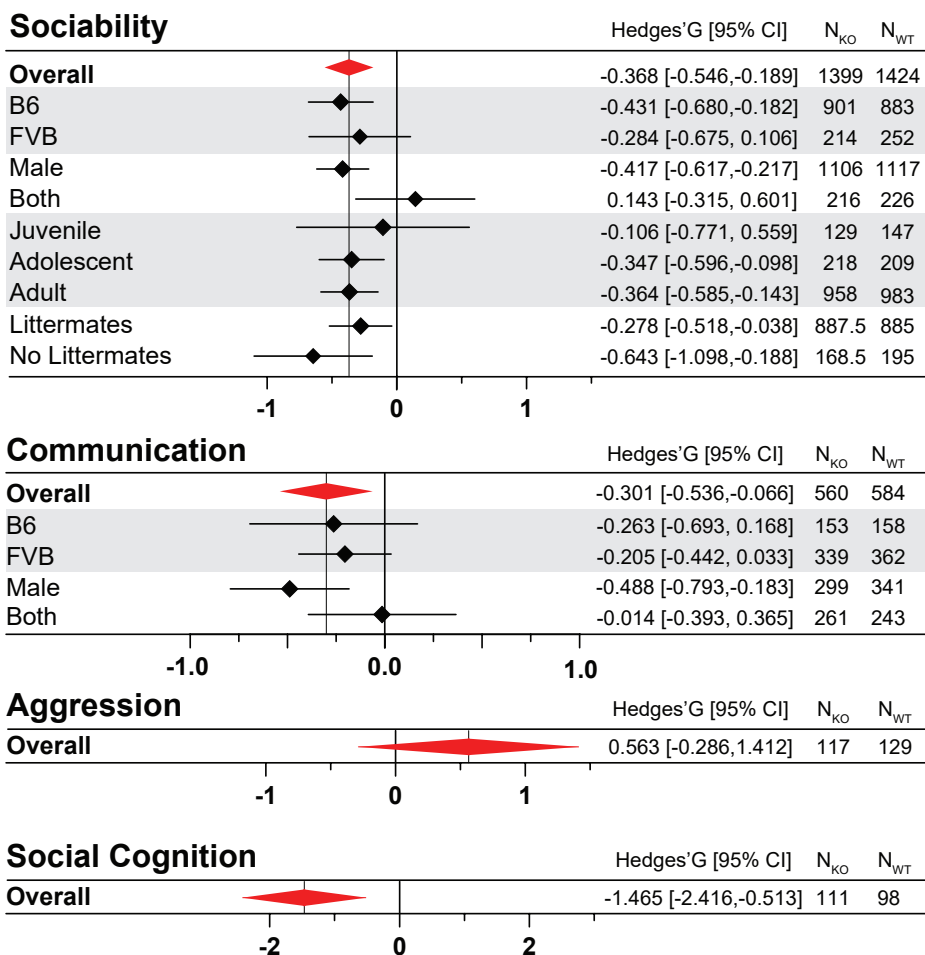 Sociability Hedges'G [95% CI] N_KO N_WT
Overall -0.368 [-0.546,-0.189] 1399 1424
B6 -0.431 [-0.680,-0.182] 901 883
FVB -0.284 [-0.675, 0.106] 214 252
Male -0.417 [-0.617,-0.217] 1106 1117
Both 0.143 [-0.315, 0.601] 216 226
Juvenile -0.106 [-0.771, 0.559] 129 147
Adolescent -0.347 [-0.596,-0.098] 218 209
Adult -0.364 [-0.585,-0.143] 958 983
Littermates -0.278 [-0.518,-0.038] 887.5 885
No Littermates -0.643 [-1.098,-0.188] 168.5 195
-1 0 1
Communication Hedges'G [95% CI] N_KO N_WT
Overall -0.301 [-0.536,-0.066] 560 584
B6 -0.263 [-0.693, 0.168] 153 158
FVB -0.205 [-0.442, 0.033] 339 362
Male -0.488 [-0.793,-0.183] 299 341
Both -0.014 [-0.393, 0.365] 261 243
-1.0 0.0 1.0
Aggression Hedges'G [95% CI] N_KO N_WT
Overall 0.563 [-0.286,1.412] 117 129
-1 0 1
Social Cognition Hedges'G [95% CI] N_KO N_WT
Overall -1.465 [-2.416,-0.513] 111 98
-2 0 2